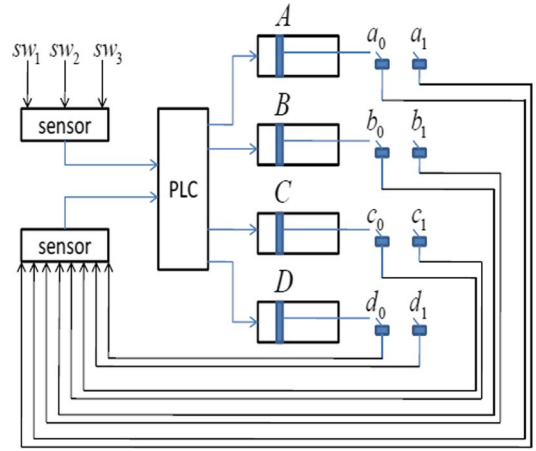 A a₀ a₁
sw₁ sw₂ sw₃
sensor
B b₀ b₁
PLC
C c₀ c₁
sensor
D d₀ d₁